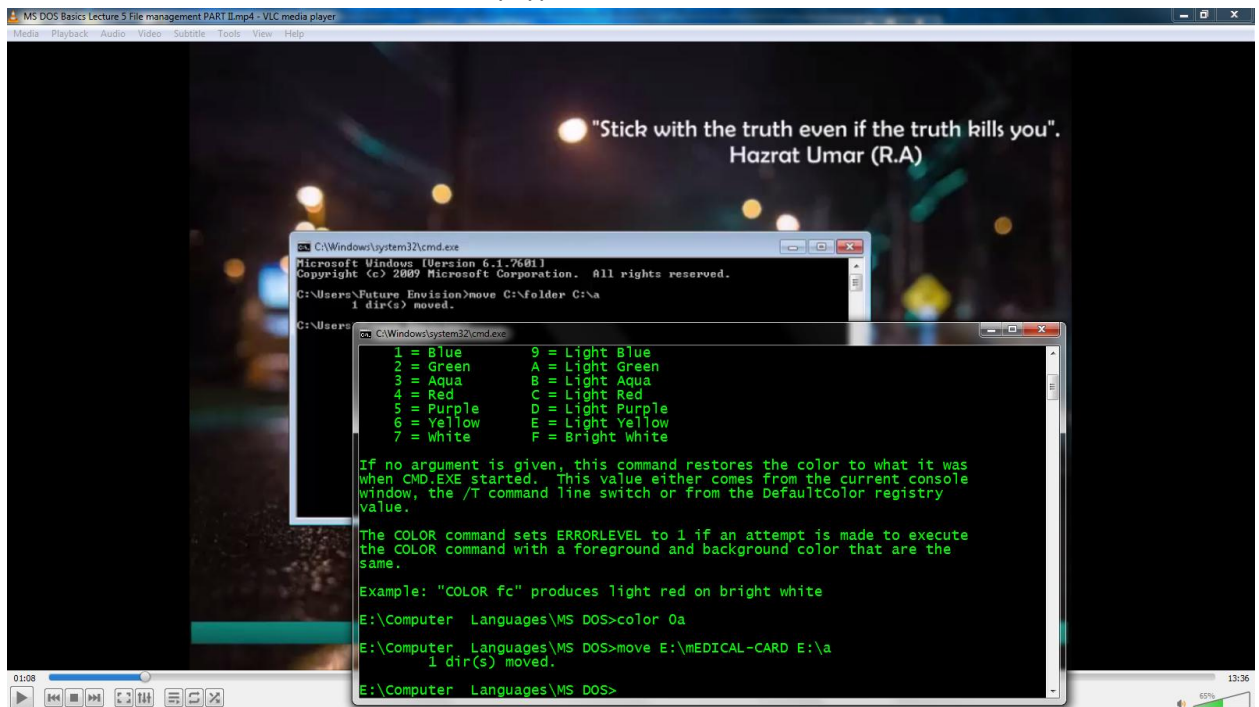 MS DOS Basics Lecture 5 File management PART II.mp4 - VLC media player
Media Playback Audio Video Subtitle Tools View Help
"Stick with the truth even if the truth kills you".
Hazrat Umar (R.A)
C:\Windows\system32\cmd.exe
Microsoft Windows [Version 6.1.7601]
Copyright (c) 2009 Microsoft Corporation. All rights reserved.
C:\Users\Future Envision>move C:\folder C:\a
1 dir(s) moved.
C:\Users
C:\Windows\system32\cmd.exe
1 = Blue 9 = Light Blue
2 = Green A = Light Green
3 = Aqua B = Light Aqua
4 = Red C = Light Red
5 = Purple D = Light Purple
6 = Yellow E = Light Yellow
7 = White F = Bright White
If no argument is given, this command restores the color to what it was
when CMD.EXE started. This value either comes from the current console
window, the /T command line switch or from the DefaultColor registry
value.
The COLOR command sets ERRORLEVEL to 1 if an attempt is made to execute
the COLOR command with a foreground and background color that are the
same.
Example: "COLOR fc" produces light red on bright white
E:\Computer Languages\MS DOS>color 0a
E:\Computer Languages\MS DOS>move E:\mEDICAL-CARD E:\a
1 dir(s) moved.
E:\Computer Languages\MS DOS>
01:08 13:36
65%